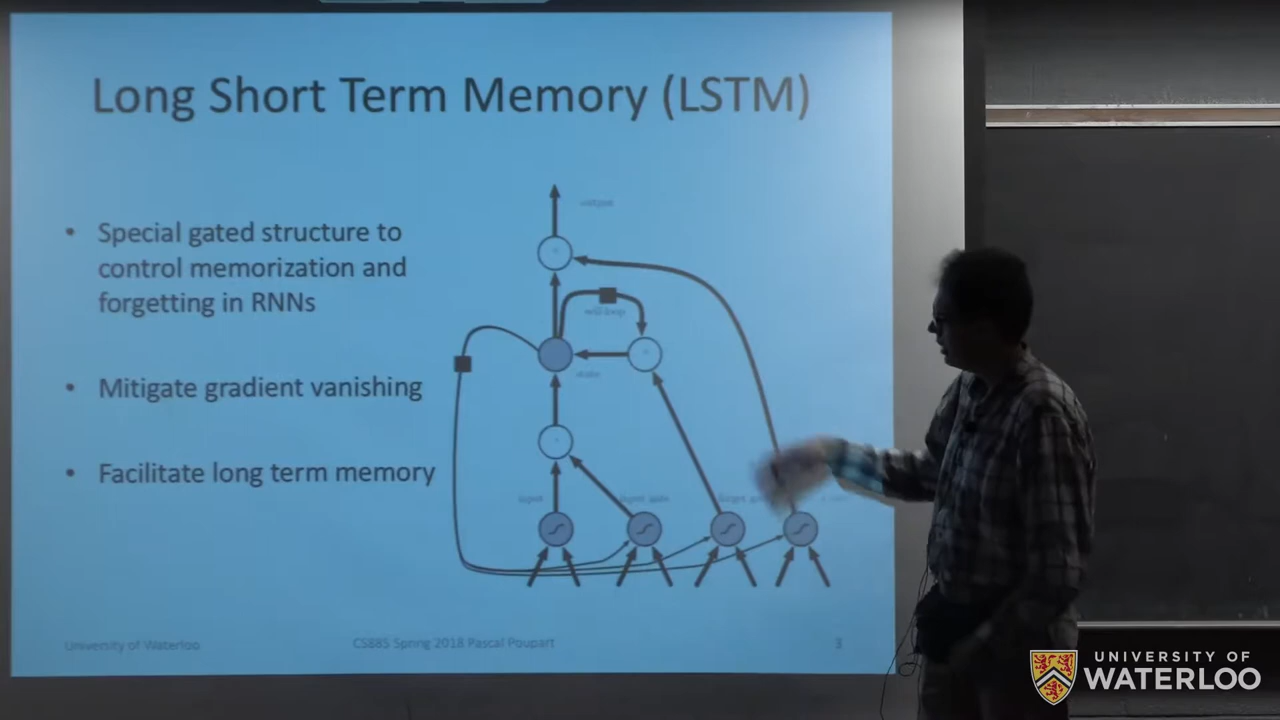 Long Short Term Memory (LSTM)
• Special gated structure to
control memorization and
forgetting in RNNs
• Mitigate gradient vanishing
• Facilitate long term memory
output
self-loop
state
input
input gate
forget gate
University of Waterloo
CS885 Spring 2018 Pascal Poupart
3
UNIVERSITY OF
WATERLOO